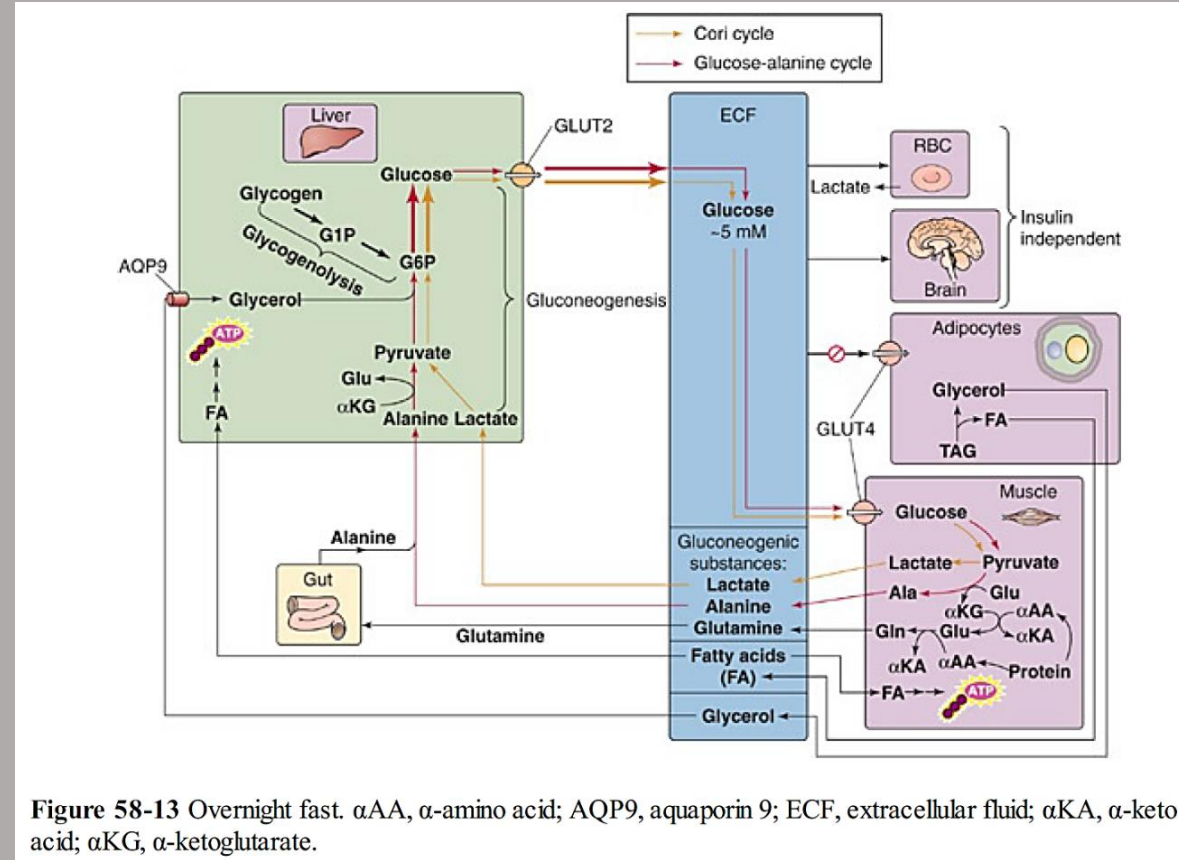 Cori cycle
Glucose-alanine cycle
Liver
GLUT2
ECF
Glucose
Glycogen
G1P
G6P
Glycogenolysis
AQP9
Glycerol
Gluconeogenesis
ATP
Pyruvate
Glu
αKG
FA
Alanine
Lactate
Glucose
~5 mM
RBC
Lactate
Insulin
independent
Brain
Adipocytes
Glycerol
FA
TAG
GLUT4
Alanine
Gut
Glutamine
Gluconeogenic
substances:
Lactate
Alanine
Glutamine
Fatty acids
(FA)
Glycerol
Muscle
Glucose
Lactate
Pyruvate
Ala
Glu
αKG
αAA
Gln
Glu
αKA
αKA
αAA
Protein
FA
ATP
Figure 58-13 Overnight fast. αAA, α-amino acid; AQP9, aquaporin 9; ECF, extracellular fluid; αKA, α-keto
acid; αKG, α-ketoglutarate.